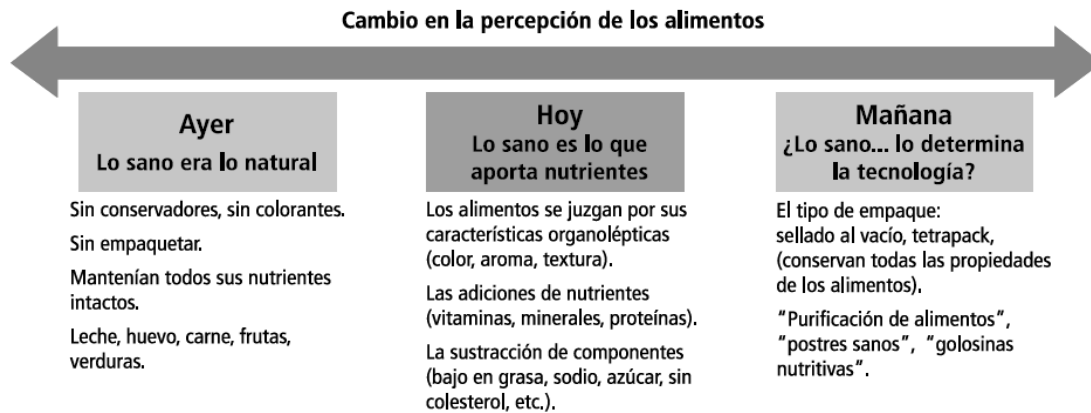 Cambio en la percepción de los alimentos
Ayer
Lo sano era lo natural
Sin conservadores, sin colorantes.
Sin empaquetar.
Mantenían todos sus nutrientes
intactos.
Leche, huevo, carne, frutas,
verduras.
Hoy
Lo sano es lo que
aporta nutrientes
Los alimentos se juzgan por sus
características organolépticas
(color, aroma, textura).
Las adiciones de nutrientes
(vitaminas, minerales, proteínas).
La sustracción de componentes
(bajo en grasa, sodio, azúcar, sin
colesterol, etc.).
Mañana
¿Lo sano... lo determina
la tecnología?
El tipo de empaque:
sellado al vacío, tetrapack,
(conservan todas las propiedades
de los alimentos).
"Purificación de alimentos",
"postres sanos", "golosinas
nutritivas".